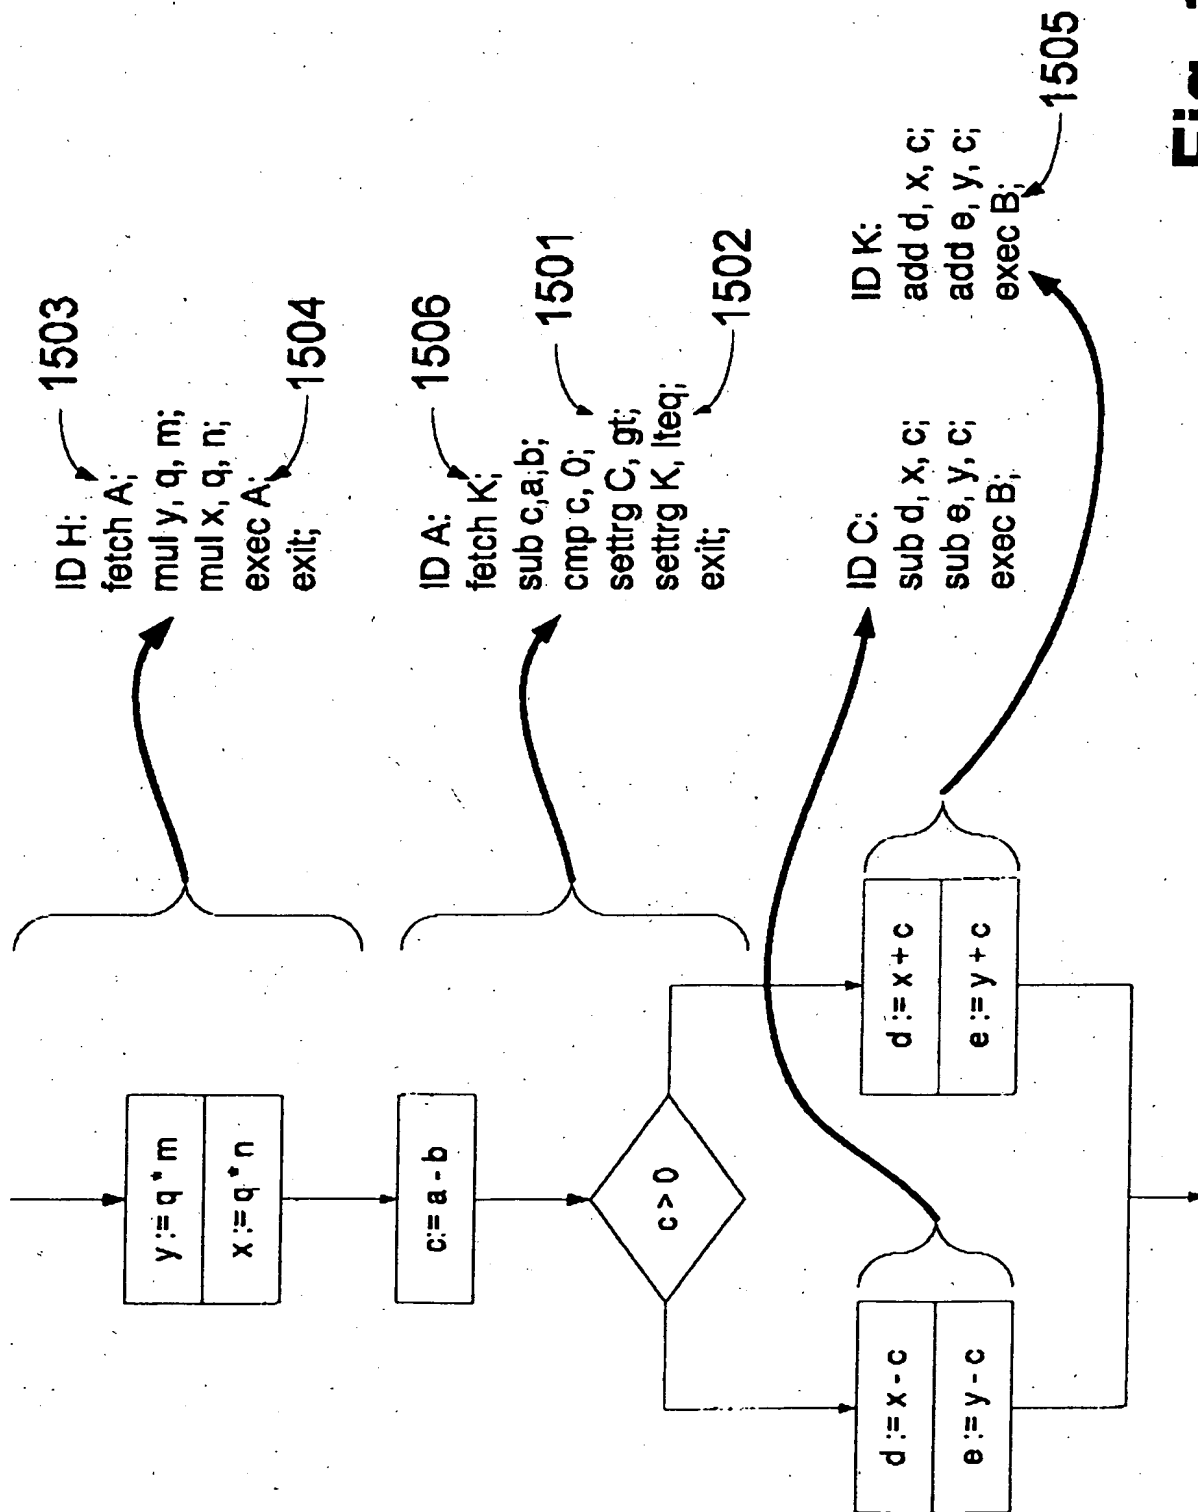 y := q * m
x := q * n
c := a - b
c > 0
d := x - c
e := y - c
d := x + c
e := y + c
ID H:
fetch A;
mul y, q, m;
mul x, q, n;
exec A;
exit;
1503
1504
ID A:
fetch K;
sub c,a,b;
cmp c, 0;
settrg C, gt;
settrg K, lteq;
exit;
1506
1501
1502
ID C:
sub d, x, c;
sub e, y, c;
exec B;
ID K:
add d, x, c;
add e, y, c;
exec B;
1505
Fig.